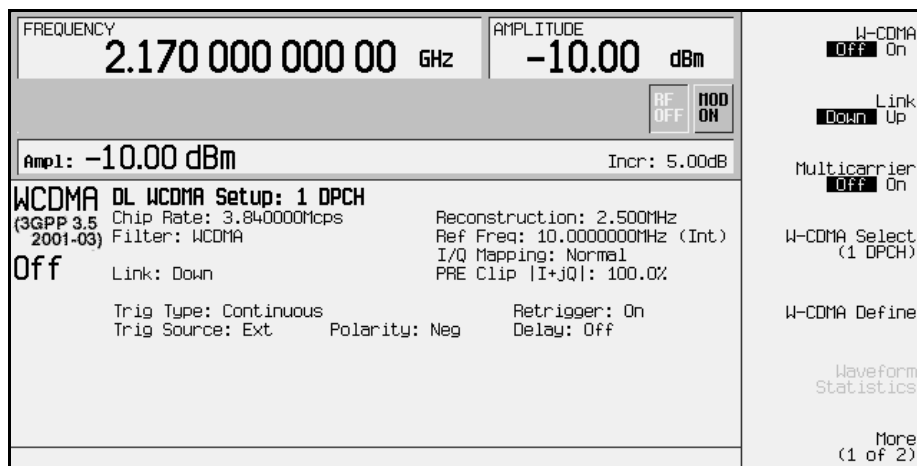 FREQUENCY
2.170 000 000 00 GHz
AMPLITUDE
-10.00 dBm
RF OFF
MOD ON
Ampl: -10.00 dBm
Incr: 5.00dB
WCDMA
(3GPP 3.5
2001-03)
Off
DL WCDMA Setup: 1 DPCH
Chip Rate: 3.840000Mcps
Reconstruction: 2.500MHz
Filter: WCDMA
Ref Freq: 10.0000000MHz (Int)
I/Q Mapping: Normal
Link: Down
PRE Clip |I+jQ|: 100.0%
Trig Type: Continuous
Retrigger: On
Trig Source: Ext
Polarity: Neg
Delay: Off
W-CDMA
Off On
Link
Down Up
Multicarrier
Off On
W-CDMA Select
(1 DPCH)
W-CDMA Define
Waveform
Statistics
More
(1 of 2)